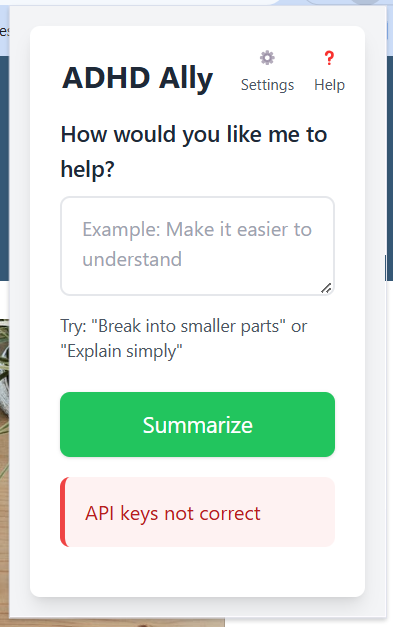 ADHD Ally
Settings
Help
How would you like me to
help?
Example: Make it easier to
understand
Try: "Break into smaller parts" or
"Explain simply"
Summarize
API keys not correct